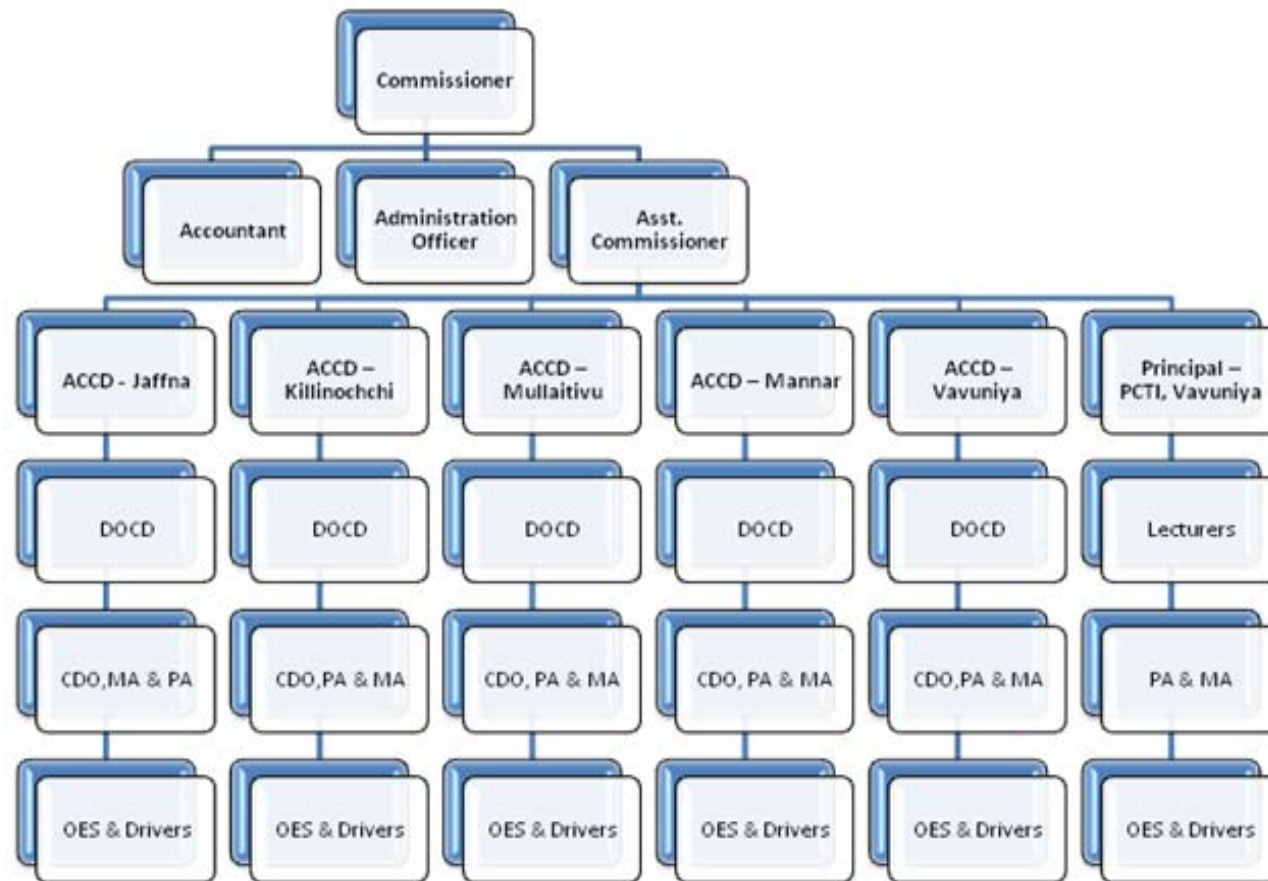 Commissioner
Accountant
Administration
Officer
Asst.
Commissioner
ACCD - Jaffna
ACCD –
Killinochchi
ACCD –
Mullaitivu
ACCD – Mannar
ACCD –
Vavuniya
Principal –
PCTI, Vavuniya
DOCD
DOCD
DOCD
DOCD
DOCD
Lecturers
CDO,MA & PA
CDO,PA & MA
CDO, PA & MA
CDO, PA & MA
CDO,PA & MA
PA & MA
OES & Drivers
OES & Drivers
OES & Drivers
OES & Drivers
OES & Drivers
OES & Drivers